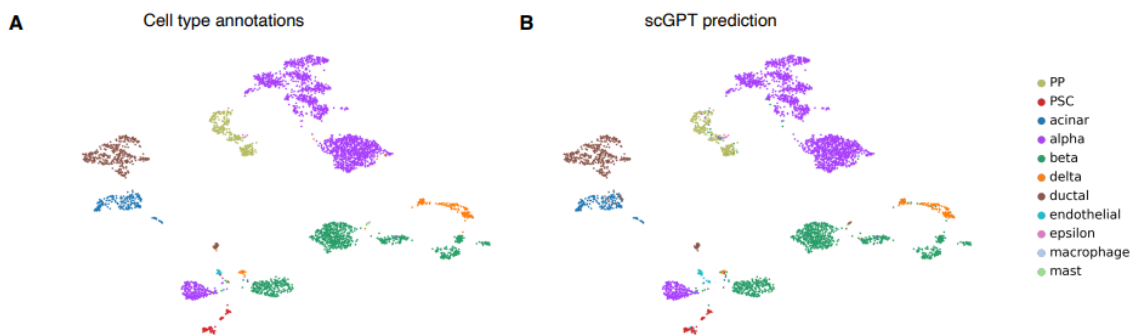 A
Cell type annotations
B
scGPT prediction
PP
PSC
acinar
alpha
beta
delta
ductal
endothelial
epsilon
macrophage
mast